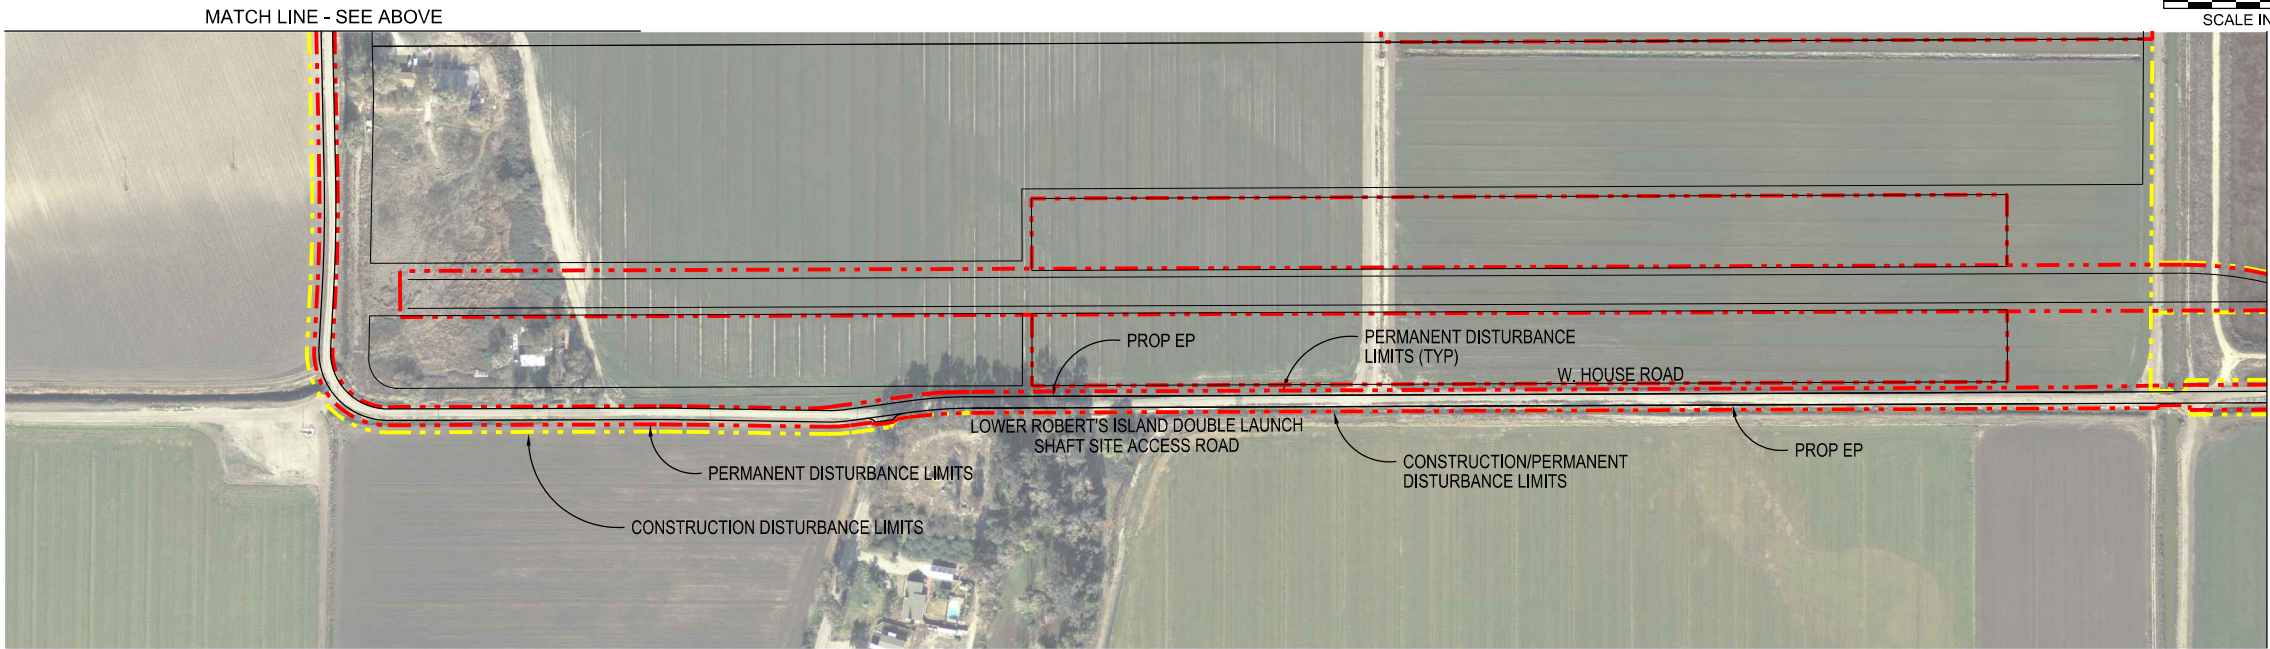 MATCH LINE - SEE ABOVE
SCALE IN
PROP EP
PERMANENT DISTURBANCE
LIMITS (TYP)
W. HOUSE ROAD
LOWER ROBERT'S ISLAND DOUBLE LAUNCH
SHAFT SITE ACCESS ROAD
PROP EP
CONSTRUCTION/PERMANENT
DISTURBANCE LIMITS
PERMANENT DISTURBANCE LIMITS
CONSTRUCTION DISTURBANCE LIMITS